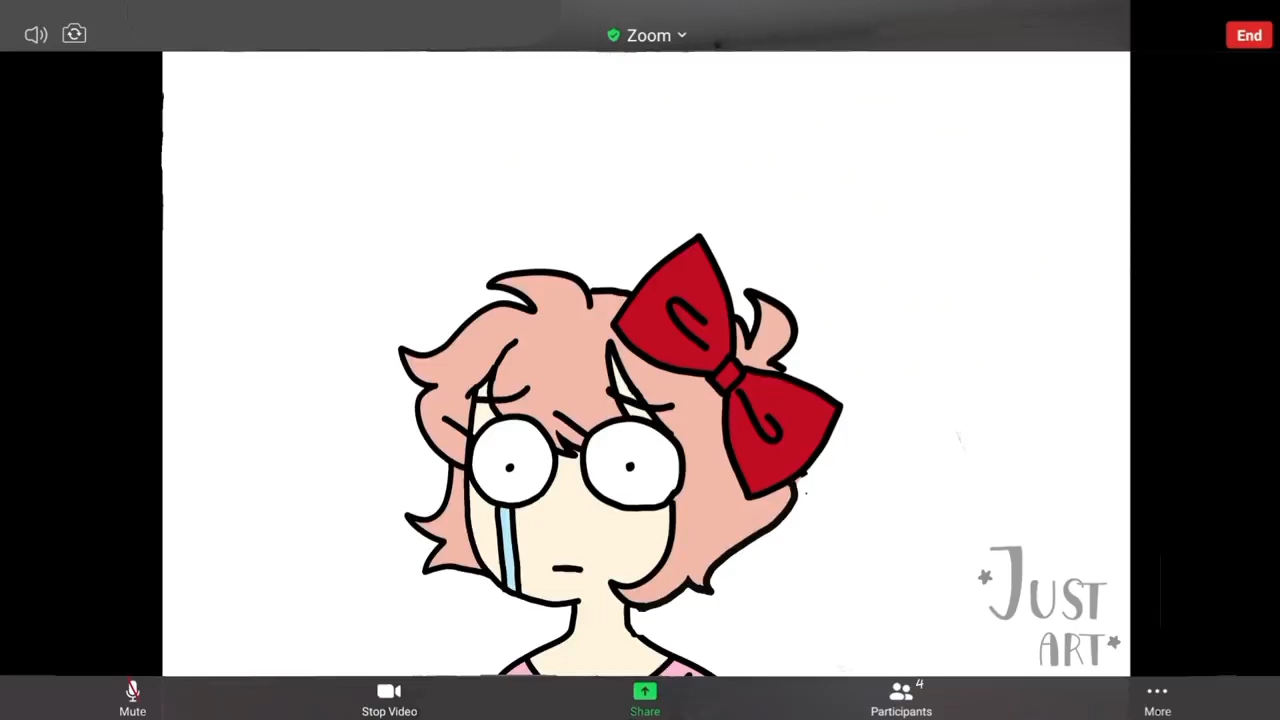 Zoom
End
JUST
ART
Mute
Stop Video
Share
4
Participants
More